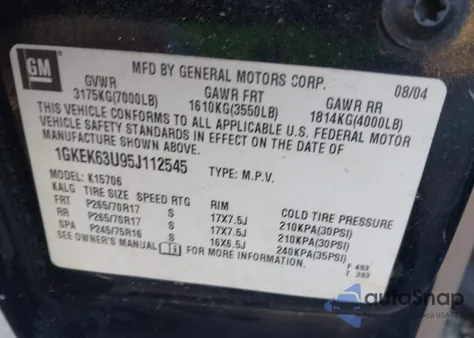 GM
MFD BY GENERAL MOTORS CORP.
08/04
GVWR GAWR FRT GAWR RR
3175KG(7000LB) 1610KG(3550LB) 1814KG(4000LB)
THIS VEHICLE CONFORMS TO ALL APPLICABLE U.S. FEDERAL MOTOR
VEHICLE SAFETY STANDARDS IN EFFECT ON THE DATE OF
MANUFACTURE SHOWN ABOVE.
1GKEK63U95J112545 TYPE: M.P.V.
MODEL: K15706
KALG TIRE SIZE SPEED RTG RIM COLD TIRE PRESSURE
FRT P265/70R17 S 17X7.5J 210KPA(30PSI)
RR P265/70R17 S 17X7.5J 210KPA(30PSI)
SPA P245/75R16 S 16X6.5J 240KPA(35PSI)
SEE OWNER'S MANUAL FOR MORE INFORMATION.
F 493
T 293
autoSnap
AutoSnap USA